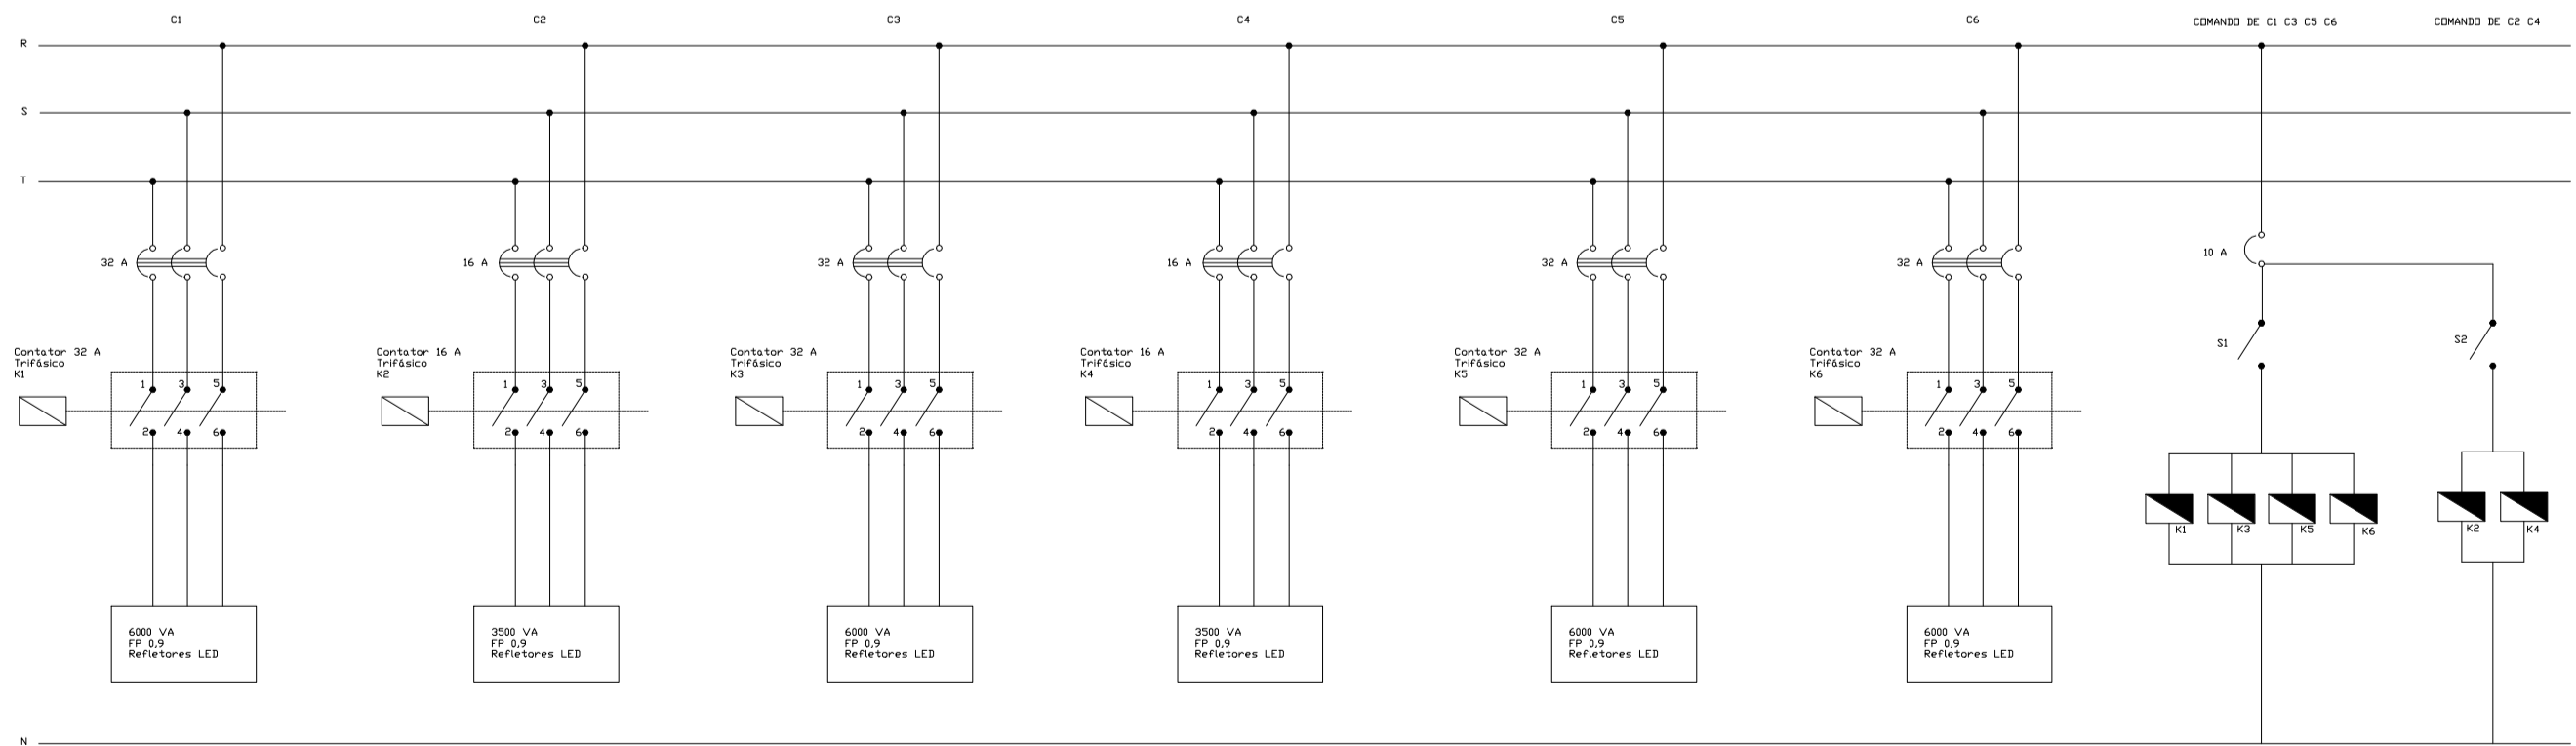 C1
C2
C3
C4
C5
C6
COMANDO DE C1 C3 C5 C6
COMANDO DE C2 C4
R
S
T
32 A
16 A
32 A
16 A
32 A
32 A
10 A
S1
S2
Contator 32 A
Trifásico
K1
Contator 16 A
Trifásico
K2
Contator 32 A
Trifásico
K3
Contator 16 A
Trifásico
K4
Contator 32 A
Trifásico
K5
Contator 32 A
Trifásico
K6
1 3 5
2 4 6
1 3 5
2 4 6
1 3 5
2 4 6
1 3 5
2 4 6
1 3 5
2 4 6
1 3 5
2 4 6
K1
K3
K5
K6
K2
K4
6000 VA
FP 0,9
Refletores LED
3500 VA
FP 0,9
Refletores LED
6000 VA
FP 0,9
Refletores LED
3500 VA
FP 0,9
Refletores LED
6000 VA
FP 0,9
Refletores LED
6000 VA
FP 0,9
Refletores LED
N